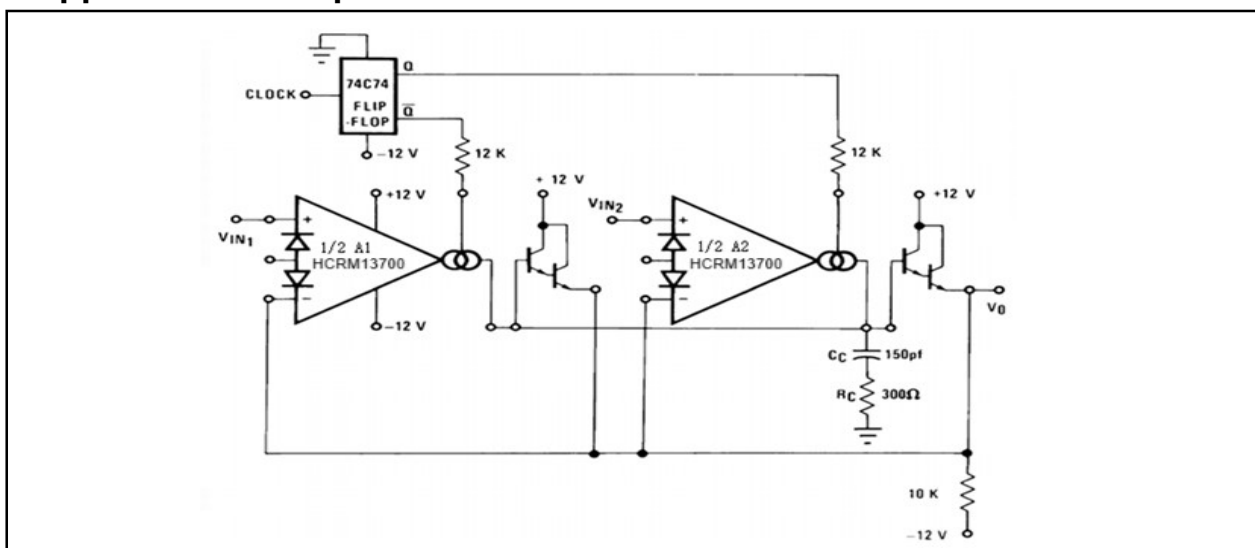 74C74
FLIP
-FLOP
CLOCK
Q
Q̅
-12 V
12 K
12 K
+12 V
+ 12 V
+12 V
VIN1
VIN2
+
-
+
-
1/2 A1
HCRM13700
1/2 A2
HCRM13700
-12 V
VO
CC
150pf
RC
300Ω
10 K
-12 V